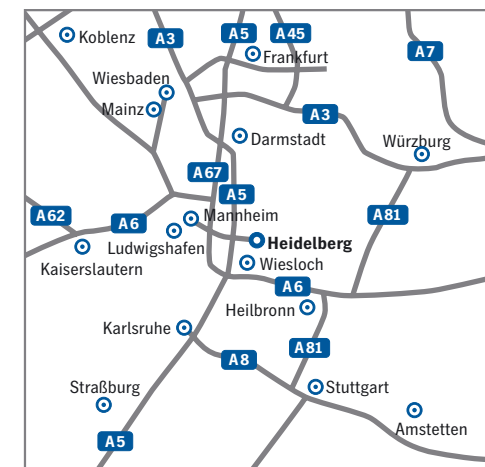 Koblenz
A3
A5
A45
A7
Frankfurt
Wiesbaden
Mainz
A3
Darmstadt
Würzburg
A67
A5
A62
A6
Mannheim
A81
Ludwigshafen
Heidelberg
Kaiserslautern
Wiesloch
A6
Heilbronn
Karlsruhe
A81
A8
Straßburg
Stuttgart
Amstetten
A5